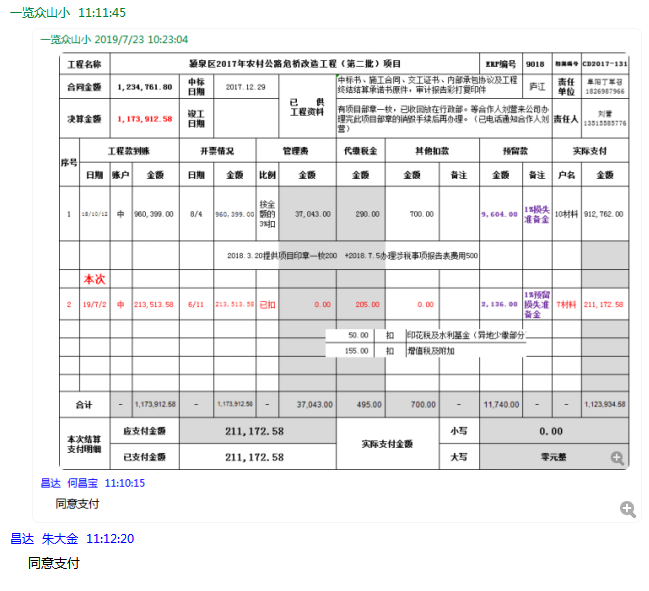 一览众山小 11:11:45
一览众山小 2019/7/23 10:23:04
工程名称 颍泉区2017年农村公路危桥改造工程（第二批）项目 ERP编号 9018 CD2017-131
合同金额 1,234,761.80 中标日期 2017.12.29 已 供 工程资料 中标书、施工合同、交工证书、内部承包协议及工程终结结算承诺书原件，审计报告彩打复印件 庐江 责任单位 1826987966
决算金额 1,173,912.58 竣工日期 有项目部章一枚，已收回放在行政部。等合作人刘誉来公司办理完此项目部章的销毁手续后再办理。（已电话通知合作人刘誉） 责任人 刘誉 13515585776
序号 工程款到账 开票情况 管理费 代缴税金 其他扣款 预留款 实际支付
日期 账户 金额 日期 金额 比例 金额 金额 金额 备注 金额 备注 户名 金额
1 18/10/12 中 960,399.00 8/4 960,399.00 按全额的3%扣 37,043.00 290.00 700.00 9,604.00 1%损失准备金 10材料 912,762.00
2018.3.20提供项目印章一枚200 +2018.7.5办理涉税事项报告表费用500
本次
2 19/7/2 中 213,513.58 6/11 213,513.58 已扣 0.00 205.00 0.00 2,136.00 1%预留损失准备金 7材料 211,172.58
50.00 扣 印花税及水利基金（异地少缴部分
155.00 扣 增值税及附加
合计 - 1,173,912.58 - 1,173,912.58 - 37,043.00 495.00 700.00 - 11,740.00 - - 1,123,934.58
本次结算支付明细 应支付金额 211,172.58 实际支付金额 小写 0.00
已支付金额 211,172.58 大写 零元整
昌达 何昌宝 11:10:15
同意支付
昌达 朱大金 11:12:20
同意支付